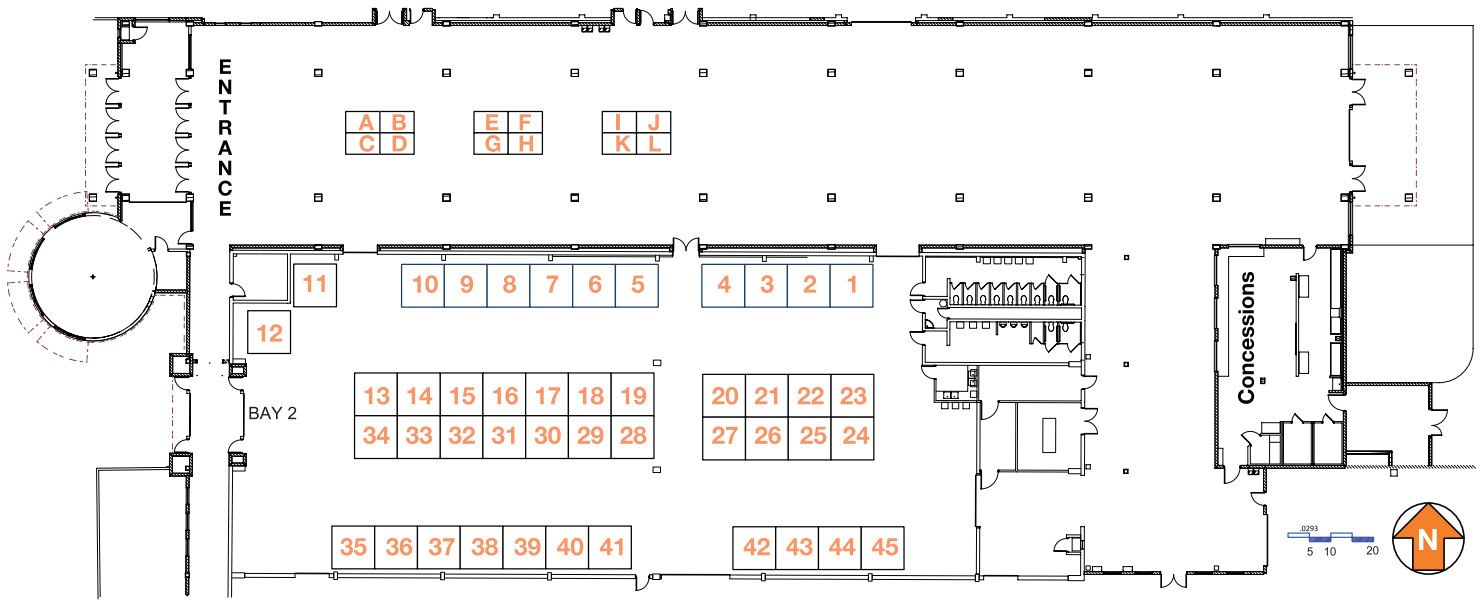 ENTRANCE
A B E F I J
C D G H K L
11 10 9 8 7 6 5 4 3 2 1
12
Concessions
13 14 15 16 17 18 19 20 21 22 23
BAY 2
34 33 32 31 30 29 28 27 26 25 24
35 36 37 38 39 40 41 42 43 44 45
.0293
5 10 20
N